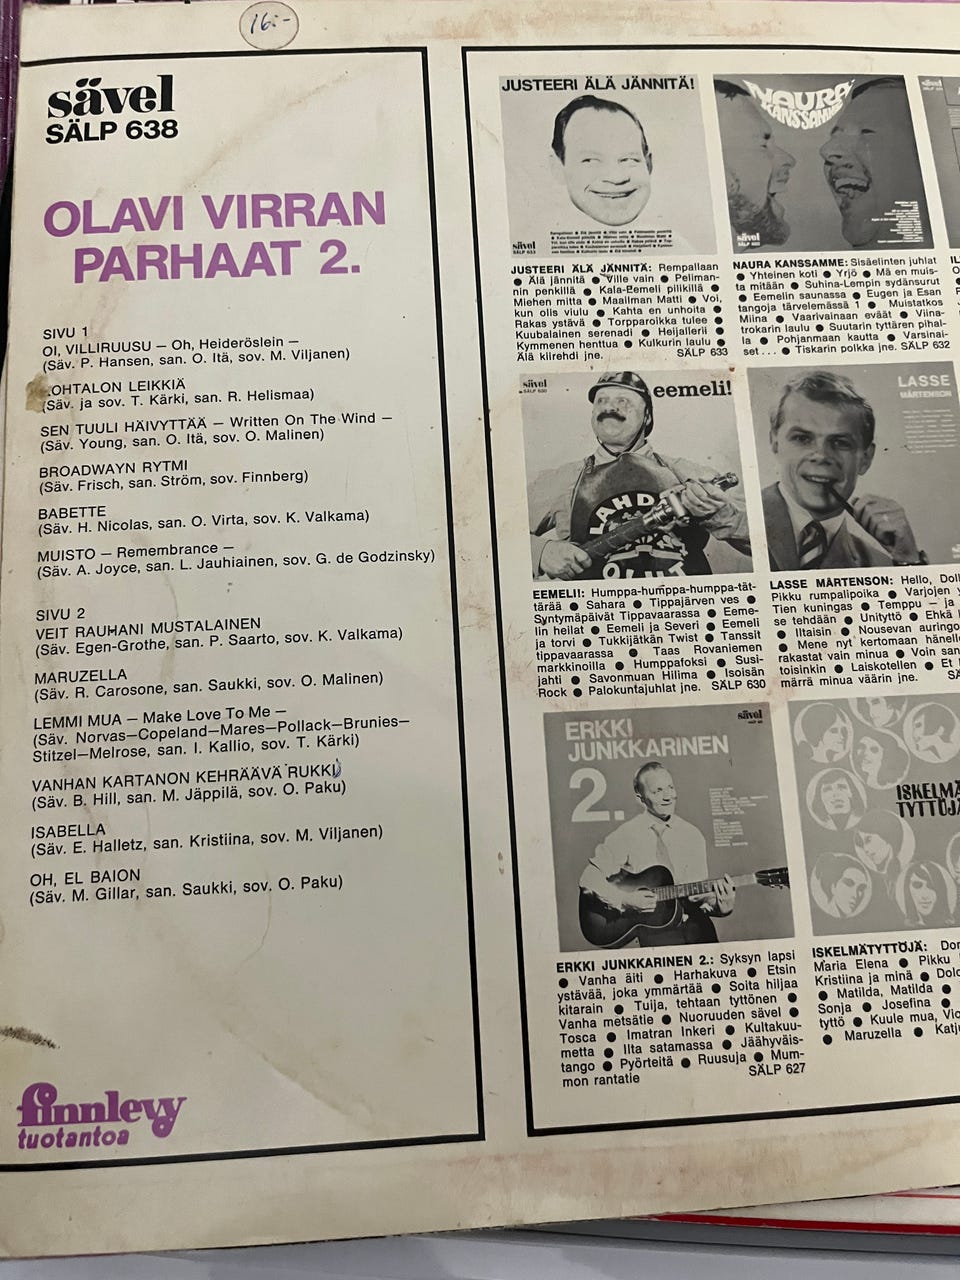 16:-
sävel
SÄLP 638
OLAVI VIRRAN
PARHAAT 2.
SIVU 1
OI, VILLIRUUSU — Oh, Heideröslein —
(Säv. P. Hansen, san. O. Itä, sov. M. Viljanen)
KOHTALON LEIKKIÄ
(Säv. ja sov. T. Kärki, san. R. Helismaa)
SEN TUULI HÄIVYTTÄÄ — Written On The Wind —
(Säv. Young, san. O. Itä, sov. O. Malinen)
BROADWAYN RYTMI
(Säv. Frisch, san. Ström, sov. Finnberg)
BABETTE
(Säv. H. Nicolas, san. O. Virta, sov. K. Valkama)
MUISTO — Remembrance —
(Säv. A. Joyce, san. L. Jauhiainen, sov. G. de Godzinsky)
SIVU 2
VEIT RAUHANI MUSTALAINEN
(Säv. Egen-Grothe, san. P. Saarto, sov. K. Valkama)
MARUZELLA
(Säv. R. Carosone, san. Saukki, sov. O. Malinen)
LEMMI MUA — Make Love To Me —
(Säv. Norvas—Copeland—Mares—Pollack—Brunies—
Stitzel—Melrose, san. I. Kallio, sov. T. Kärki)
VANHAN KARTANON KEHRÄÄVÄ RUKKI
(Säv. B. Hill, san. M. Jäppilä, sov. O. Paku)
ISABELLA
(Säv. E. Halletz, san. Kristiina, sov. M. Viljanen)
OH, EL BAION
(Säv. M. Gillar, san. Saukki, sov. O. Paku)
finnlevy
tuotantoa
JUSTEERI ÄLÄ JÄNNITÄ!
sävel
SÄLP 633
JUSTEERI ÄLÄ JÄNNITÄ: Rempallaan
● Älä jännitä ● Ville vain ● Peliman-
nin penkillä ● Kala-Eemeli pilikillä ●
Miehen mitta ● Maailman Matti ● Voi,
kun olis viulu ● Kahta en unhoita ●
Rakas ystävä ● Torpparoikka tulee ●
Kuubalainen serenadi ● Heijallerii ●
Kymmenen henttua ● Kulkurin laulu ●
Älä kiirehdi jne. SÄLP 633
NAURA
KANSSAMME
sävel
SÄLP 632
NAURA KANSSAMME: Sisäelinten juhlat
● Yhteinen koti ● Yrjö ● Mä en muis-
ta mitään ● Suhina-Lempin sydänsurut
● Eemelin saunassa ● Eugen ja Esan
tangoja tärvelemässä 1 ● Muistatkos
Miina ● Vaarivainaan eväät ● Viina-
trokarin laulu ● Suutarin tyttären pihal-
la ● Pohjanmaan kautta ● Varsinai-
set . . . ● Tiskarin polkka jne. SÄLP 632
sävel
SÄLP 630
eemeli!
LAHDE
OLUT
EEMELI!: Humppa-humppa-humppa-tät-
tärää ● Sahara ● Tippajärven ves ●
Syntymäpäivät Tippavaarassa ● Eeme-
lin heilat ● Eemeli ja Severi ● Eemeli
ja torvi ● Tukkijätkän Twist ● Tanssit
tippavaarassa ● Taas Rovaniemen
markkinoilla ● Humppafoksi ● Susi-
jahti ● Savonmuan Hilima ● Isoisän
Rock ● Palokuntajuhlat jne. SÄLP 630
LASSE
MÅRTENSON
LASSE MÅRTENSON: Hello, Doll
Pikku rumpalipoika ● Varjojen
Tien kuningas ● Temppu — ja
se tehdään ● Unityttö ● Ehkä
● Iltaisin ● Nousevan auringo
● Mene nyt kertomaan hänell
rakastat vain minua ● Voin san
toisinkin ● Laiskotellen ● Et
märrä minua väärin jne.
ERKKI
JUNKKARINEN
2.
sävel
ERKKI JUNKKARINEN 2.: Syksyn lapsi
● Vanha äiti ● Harhakuva ● Etsin
ystävää, joka ymmärtää ● Soita hiljaa
kitarain ● Tuija, tehtaan tyttönen ●
Vanha metsätie ● Nuoruuden sävel ●
Tosca ● Imatran Inkeri ● Kultakuu-
metta ● Ilta satamassa ● Jäähyväis-
tango ● Pyörteitä ● Ruusuja ● Mum-
mon rantatie SÄLP 627
ISKELMÄ
TYTTÖJÄ
ISKELMÄTYTTÖJÄ: Dor
Maria Elena ● Pikku
Kristiina ja minä ● Dolo
● Matilda, Matilda ●
Sonja ● Josefina ●
tyttö ● Kuule mua, Vio
● Maruzella ● Katju